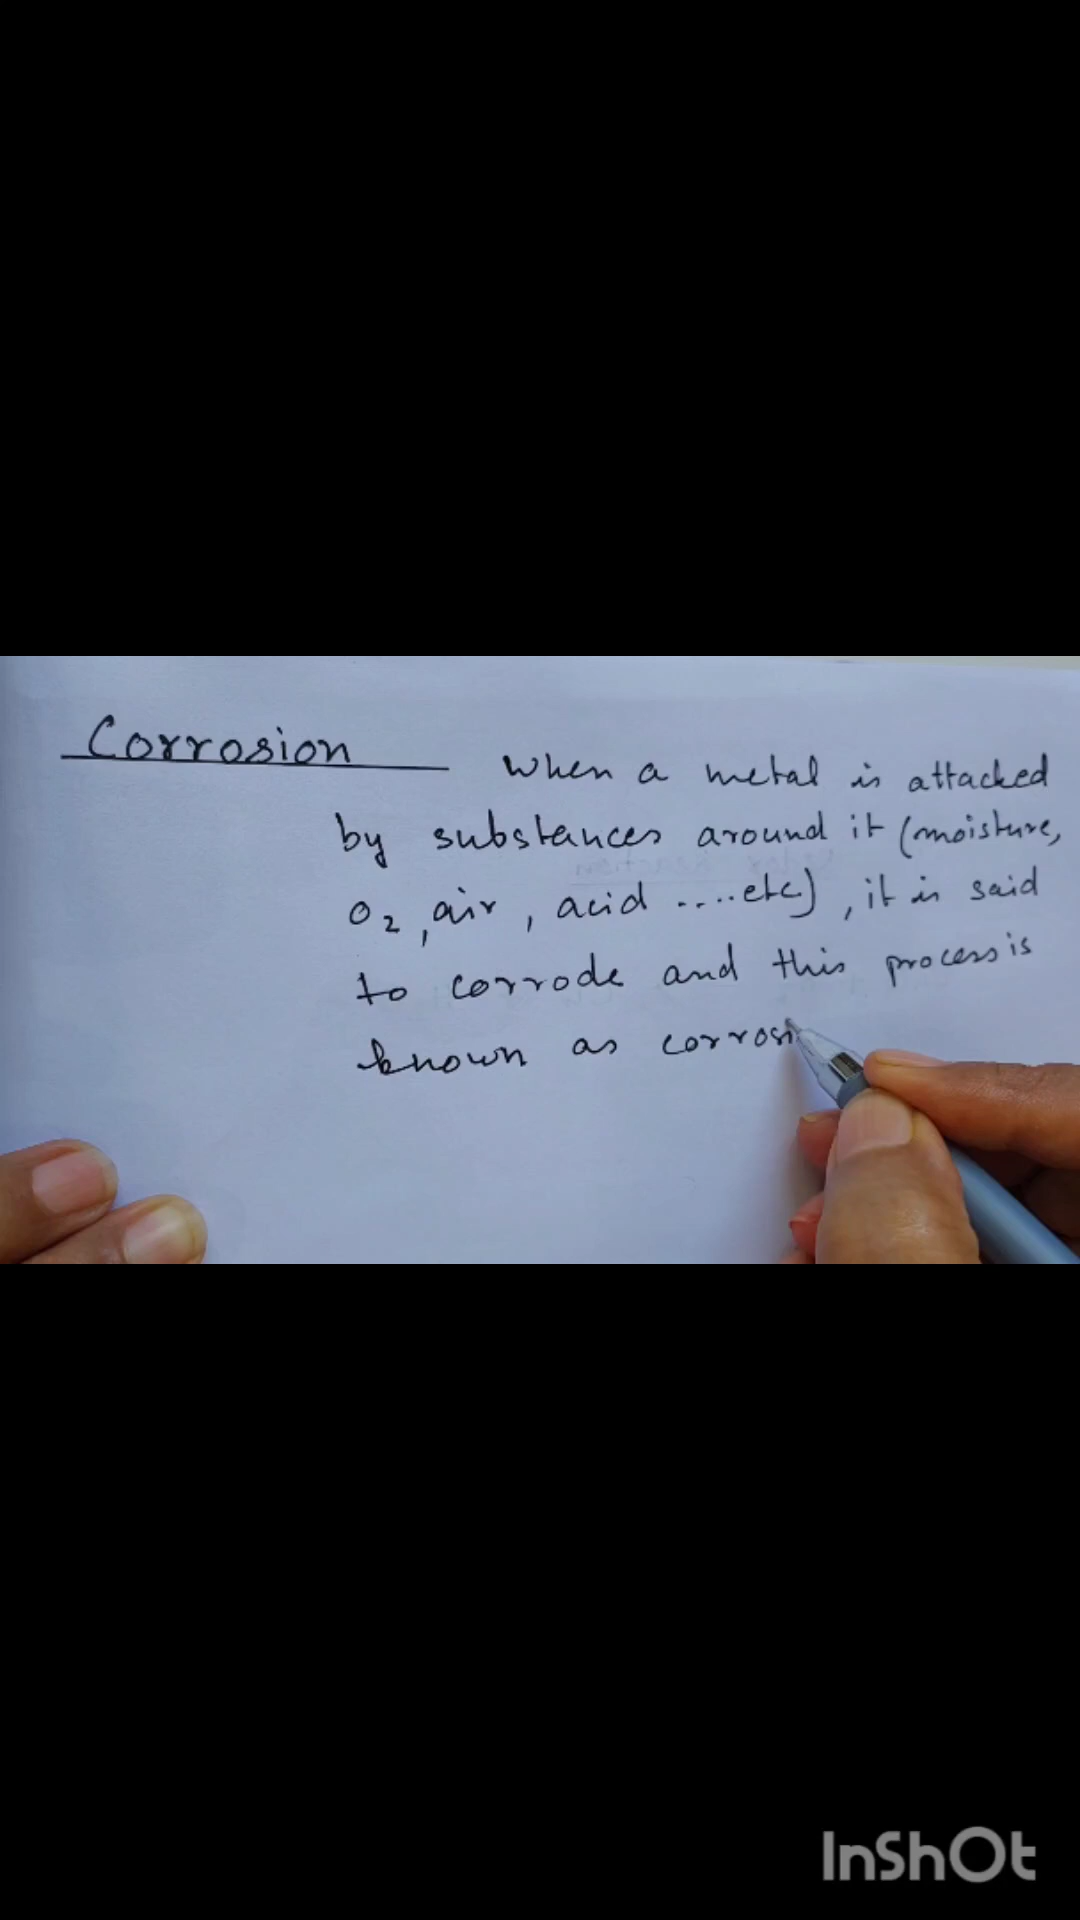 Corrosion When a metal is attacked
by substances around it (moisture,
O₂, air, acid ....etc), it is said
to corrode and this process is
known as corrosi
InShOt